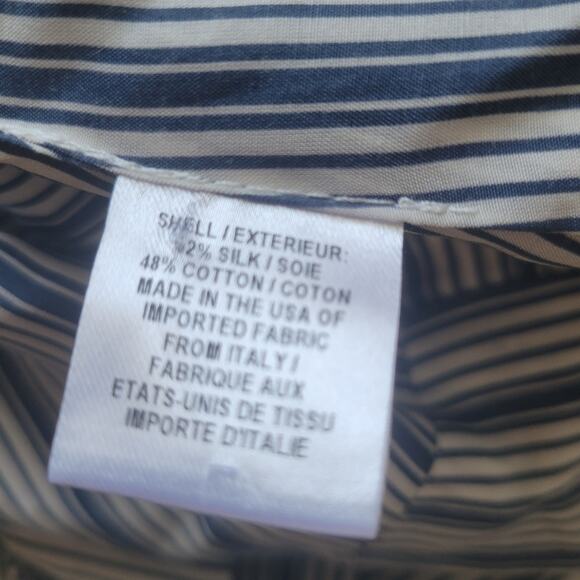 SHELL / EXTERIEUR:
2% SILK / SOIE
48% COTTON / COTON
MADE IN THE USA OF
IMPORTED FABRIC
FROM ITALY /
FABRIQUE AUX
ETATS-UNIS DE TISSU
IMPORTE D'ITALIE